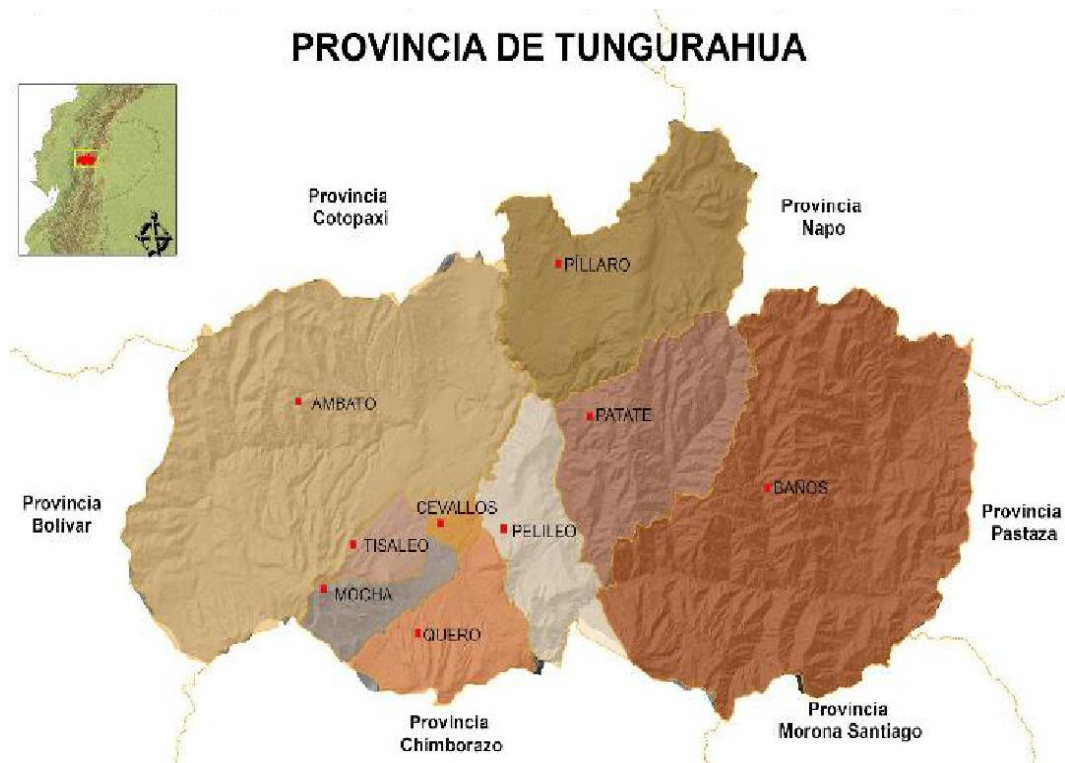 PROVINCIA DE TUNGURAHUA
Provincia
Cotopaxi
Provincia
Napo
PÍLLARO
AMBATO
PATATE
BAÑOS
Provincia
Bolívar
CEVALLOS
PELILEO
Provincia
Pastaza
TISALEO
MOCHA
QUERO
Provincia
Chimborazo
Provincia
Morona Santiago